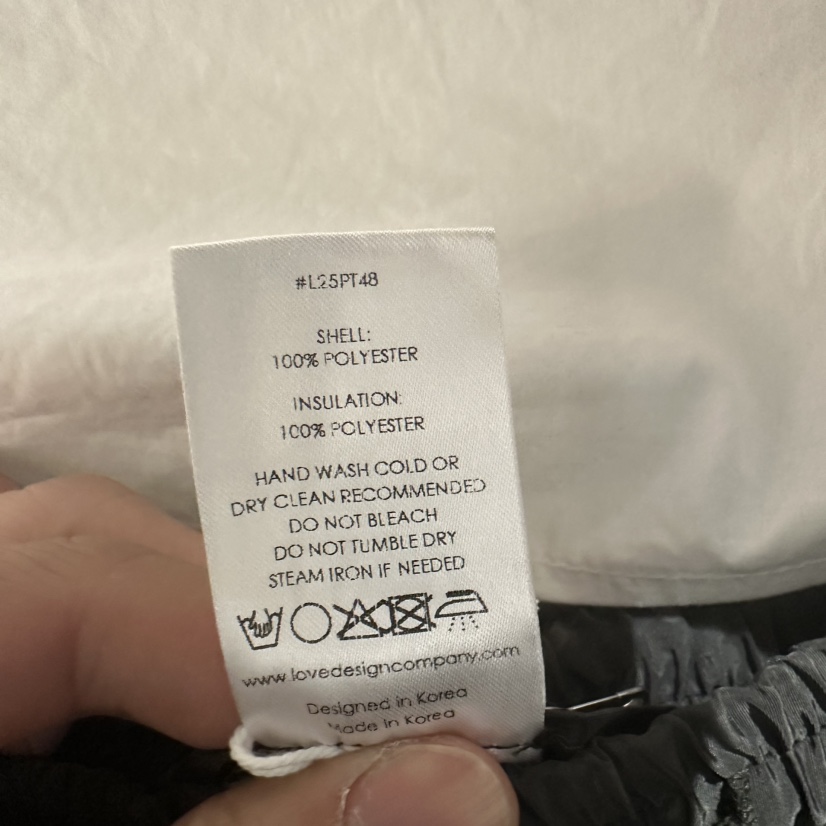 #L25PT48
SHELL:
100% POLYESTER
INSULATION:
100% POLYESTER
HAND WASH COLD OR
DRY CLEAN RECOMMENDED
DO NOT BLEACH
DO NOT TUMBLE DRY
STEAM IRON IF NEEDED
www.lovedesigncompany.com
Designed in Korea
Made in Korea